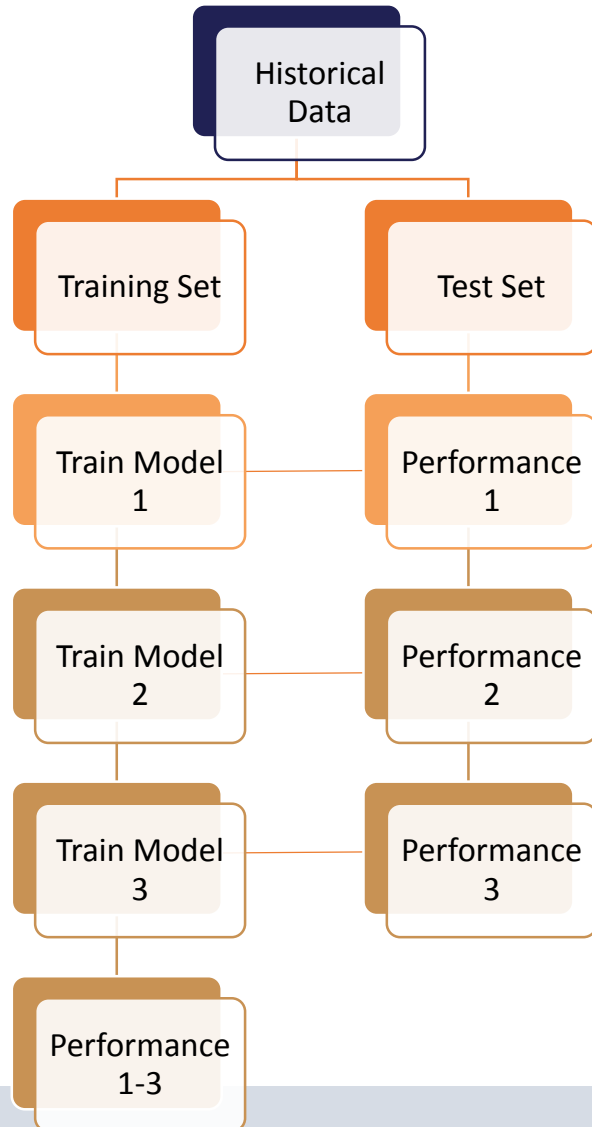 Historical
Data
Training Set
Test Set
Train Model
1
Performance
1
Train Model
2
Performance
2
Train Model
3
Performance
3
Performance
1-3